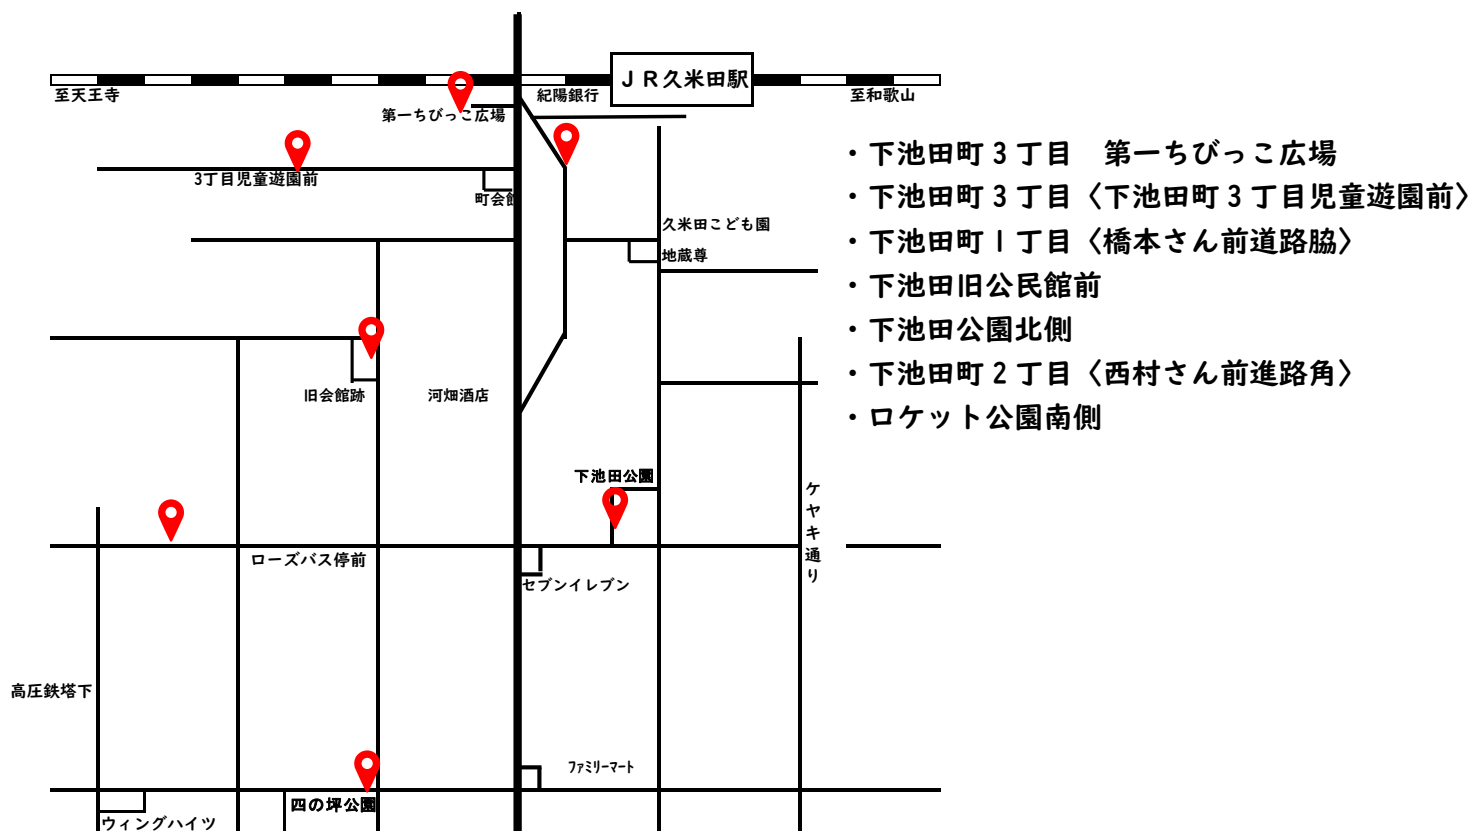 ＪＲ久米田駅
至天王寺
紀陽銀行
至和歌山
第一ちびっこ広場
3丁目児童遊園前
町会館
久米田こども園
地蔵尊
旧会館跡
河畑酒店
下池田公園
ケヤキ通り
ローズバス停前
セブンイレブン
高圧鉄塔下
ﾌｧﾐﾘｰﾏｰﾄ
四の坪公園
ウィングハイツ
・下池田町３丁目　第一ちびっこ広場
・下池田町３丁目〈下池田町３丁目児童遊園前〉
・下池田町１丁目〈橋本さん前道路脇〉
・下池田旧公民館前
・下池田公園北側
・下池田町２丁目〈西村さん前進路角〉
・ロケット公園南側